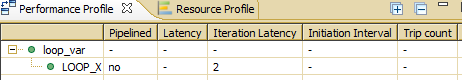 Performance Profile Resource Profile
Pipelined Latency Iteration Latency Initiation Interval Trip count
loop_var - - - - -
LOOP_X no - 2 - -